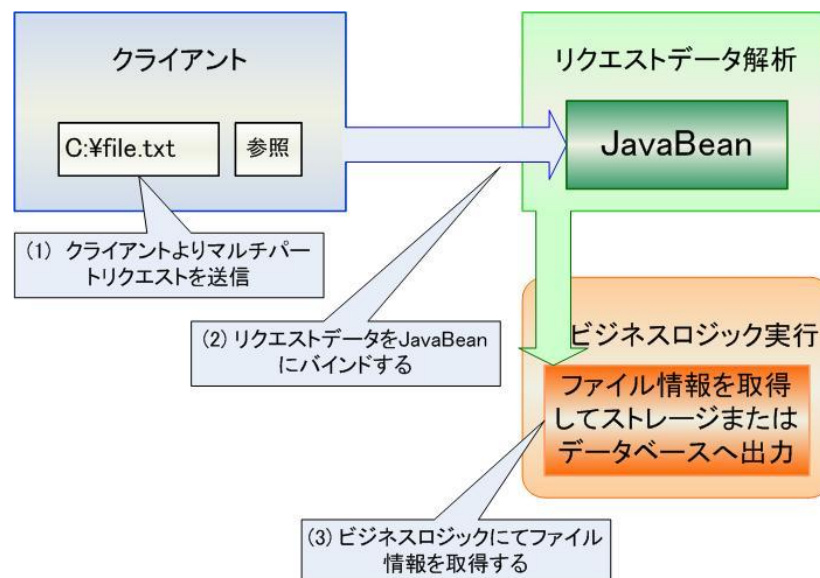 クライアント
C:¥file.txt
参照
リクエストデータ解析
JavaBean
(1) クライアントよりマルチパー
トリクエストを送信
(2) リクエストデータをJavaBean
にバインドする
ビジネスロジック実行
ファイル情報を取得
してストレージまたは
データベースへ出力
(3) ビジネスロジックにてファイル
情報を取得する